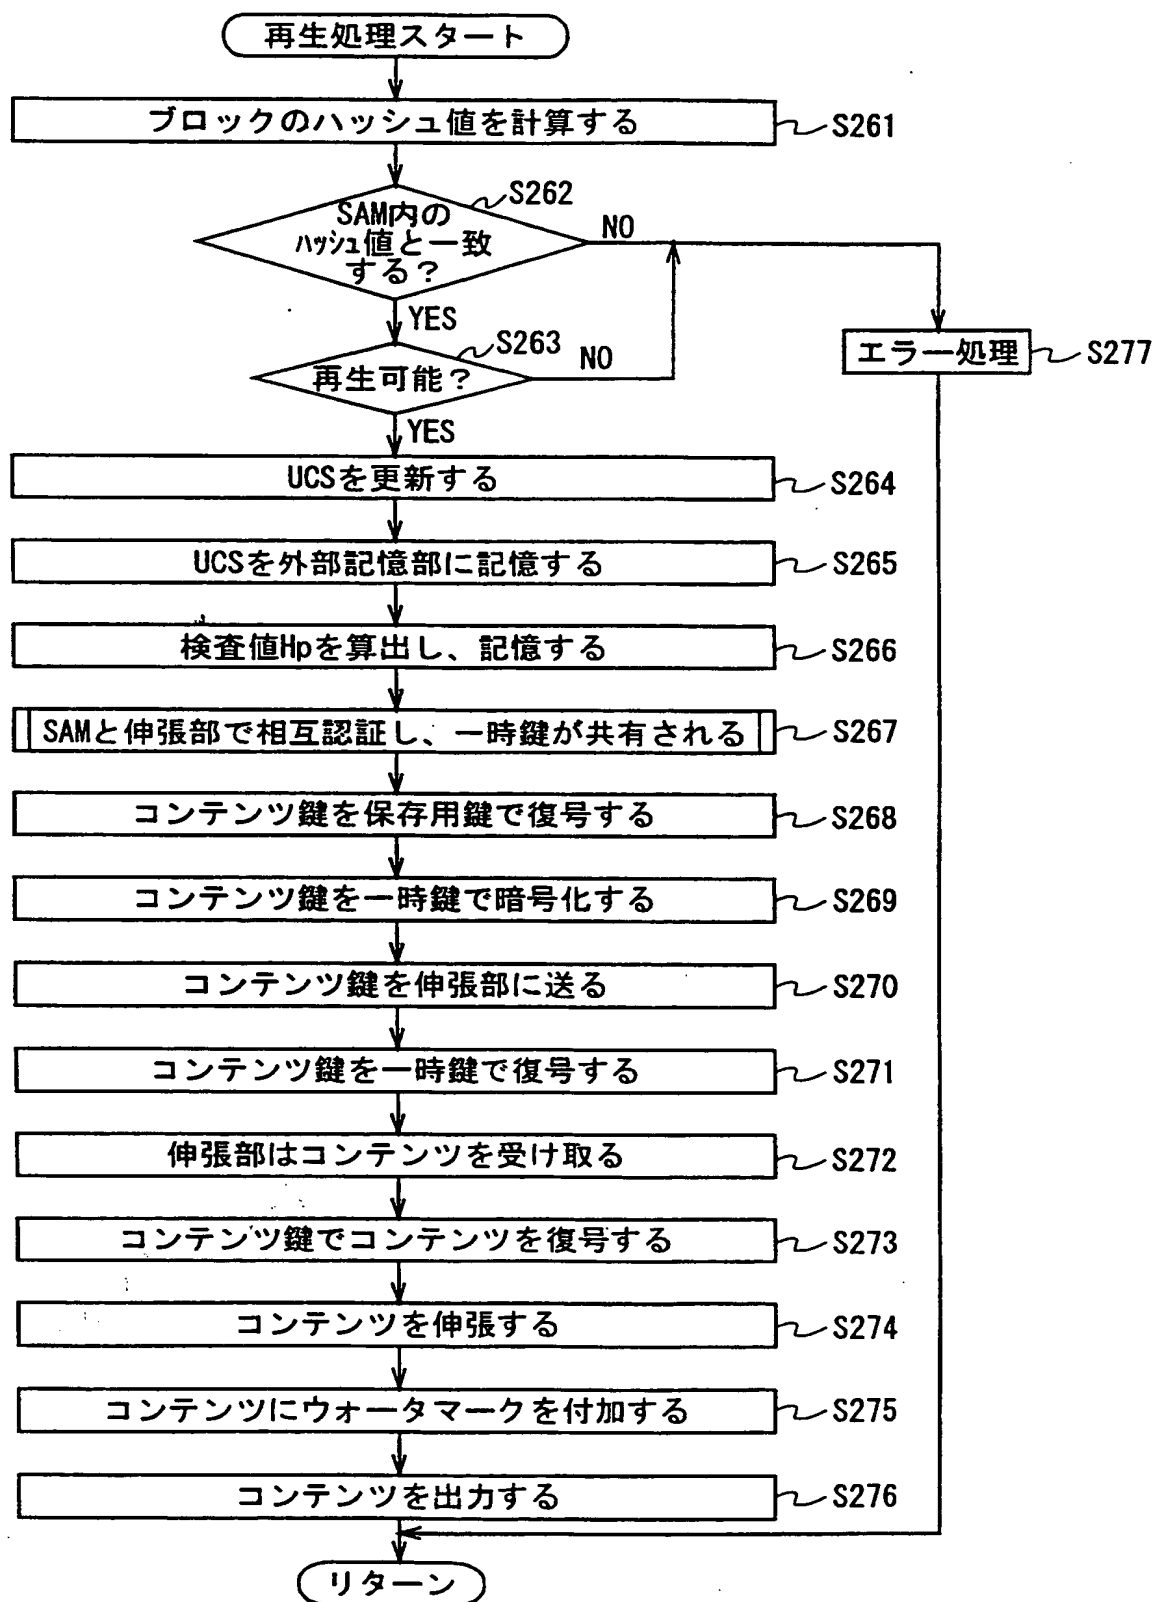 再生処理スタート
ブロックのハッシュ値を計算する
S261
S262
SAM内の
ハッシュ値と一致
する?
NO
YES
S263
再生可能?
NO
エラー処理
S277
YES
UCSを更新する
S264
UCSを外部記憶部に記憶する
S265
検査値Hpを算出し、記憶する
S266
SAMと伸張部で相互認証し、一時鍵が共有される
S267
コンテンツ鍵を保存用鍵で復号する
S268
コンテンツ鍵を一時鍵で暗号化する
S269
コンテンツ鍵を伸張部に送る
S270
コンテンツ鍵を一時鍵で復号する
S271
伸張部はコンテンツを受け取る
S272
コンテンツ鍵でコンテンツを復号する
S273
コンテンツを伸張する
S274
コンテンツにウォータマークを付加する
S275
コンテンツを出力する
S276
リターン